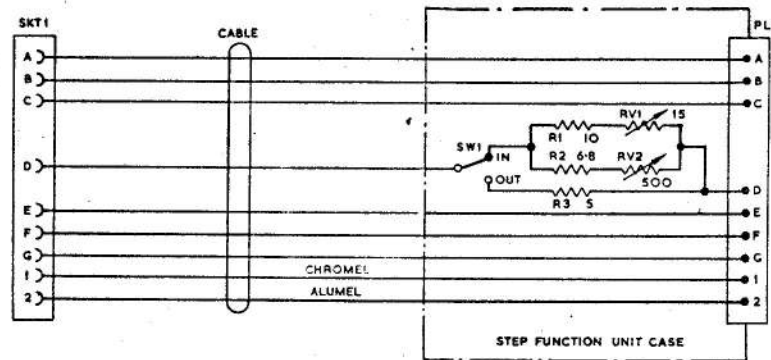 SKT1
CABLE
PL
A
A
B
B
C
C
RV1 15
R1 10
SW1
IN
R2 6·8 RV2
D
OUT
500
R3 5
D
E
E
F
F
G
G
1
CHROMEL
1
2
ALUMEL
2
STEP FUNCTION UNIT CASE